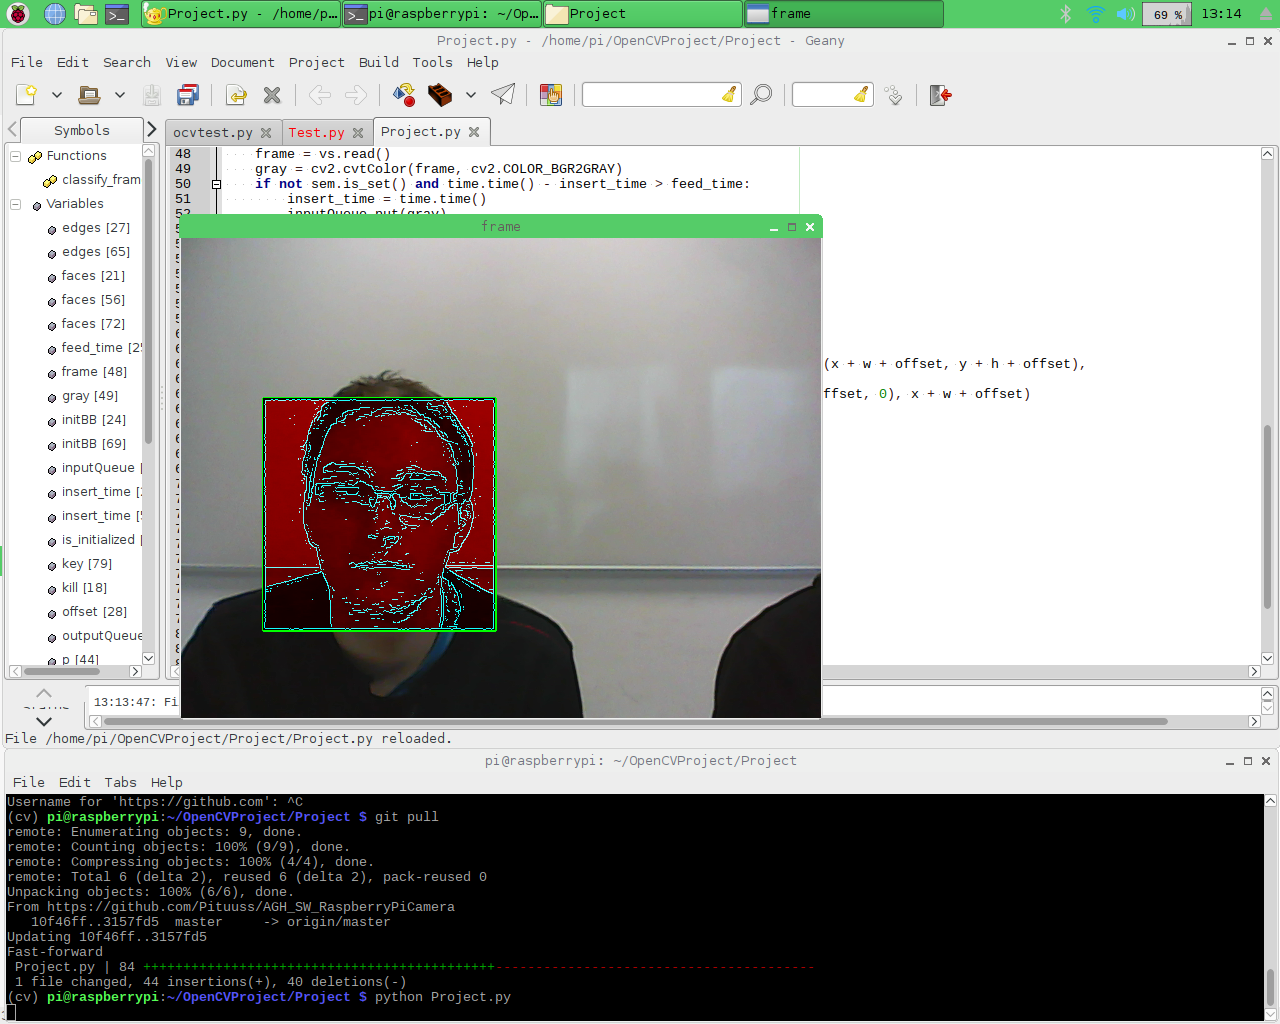 Project.py - /home/p...
pi@raspberrypi: ~/Op...
Project
frame
69 %
13:14
Project.py - /home/pi/OpenCVProject/Project - Geany
File Edit Search View Document Project Build Tools Help
Symbols
ocvtest.py
Test.py
Project.py
Functions
classify_fram
Variables
edges [27]
edges [65]
faces [21]
faces [56]
faces [72]
feed_time
frame [48]
gray [49]
initBB [24]
initBB [69]
inputQueue
insert_time
insert_time
is_initialized
key [79]
kill [18]
offset [28]
outputQueue
p [44]
48 frame = vs.read()
49 gray = cv2.cvtColor(frame, cv2.COLOR_BGR2GRAY)
50 if not sem.is_set() and time.time() - insert_time > feed_time:
51 insert_time = time.time()
52 inputQueue.put(gray)
frame
(x + w + offset, y + h + offset),
ffset, 0), x + w + offset)
13:13:47: Fi
File /home/pi/OpenCVProject/Project/Project.py reloaded.
pi@raspberrypi: ~/OpenCVProject/Project
File Edit Tabs Help
Username for 'https://github.com': ^C
(cv) pi@raspberrypi:~/OpenCVProject/Project $ git pull
remote: Enumerating objects: 9, done.
remote: Counting objects: 100% (9/9), done.
remote: Compressing objects: 100% (4/4), done.
remote: Total 6 (delta 2), reused 6 (delta 2), pack-reused 0
Unpacking objects: 100% (6/6), done.
From https://github.com/Pituuss/AGH_SW_RaspberryPiCamera
10f46ff..3157fd5 master -> origin/master
Updating 10f46ff..3157fd5
Fast-forward
Project.py | 84 ++++++++++++++++++++++++++++++++++++++++++++----------------------------------------
1 file changed, 44 insertions(+), 40 deletions(-)
(cv) pi@raspberrypi:~/OpenCVProject/Project $ python Project.py